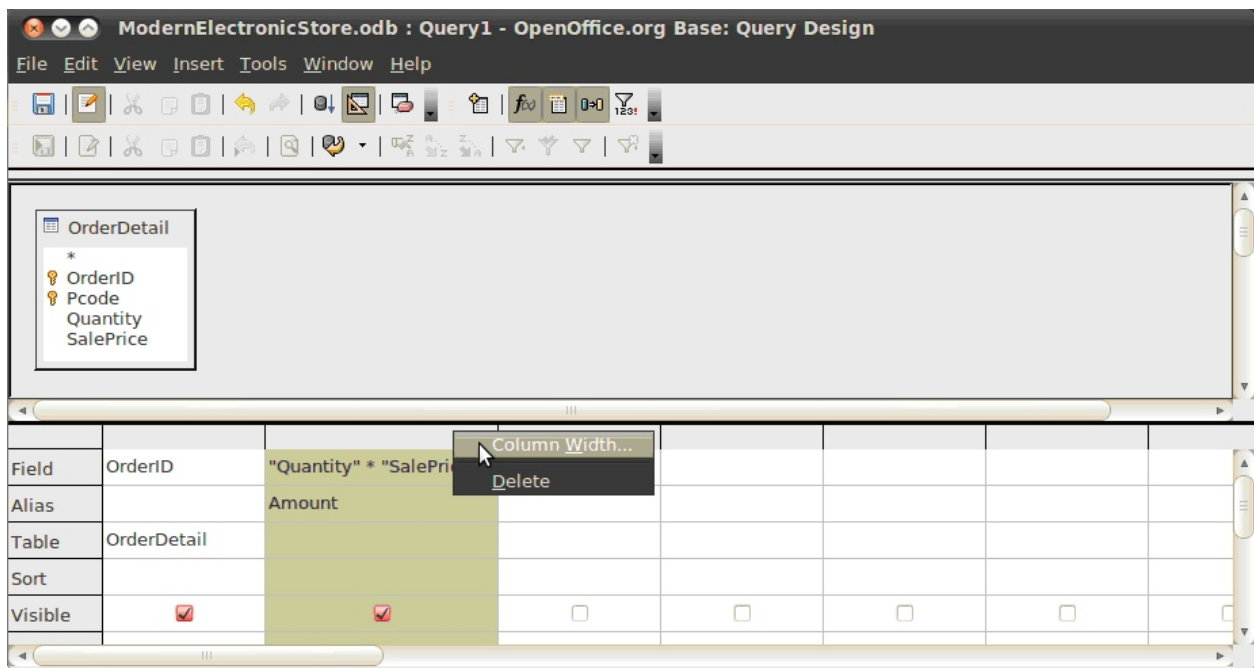 ModernElectronicStore.odb : Query1 - OpenOffice.org Base: Query Design
File Edit View Insert Tools Window Help
OrderDetail
*
OrderID
Pcode
Quantity
SalePrice
Column Width...
Delete
Field OrderID "Quantity" * "SalePri
Alias Amount
Table OrderDetail
Sort
Visible